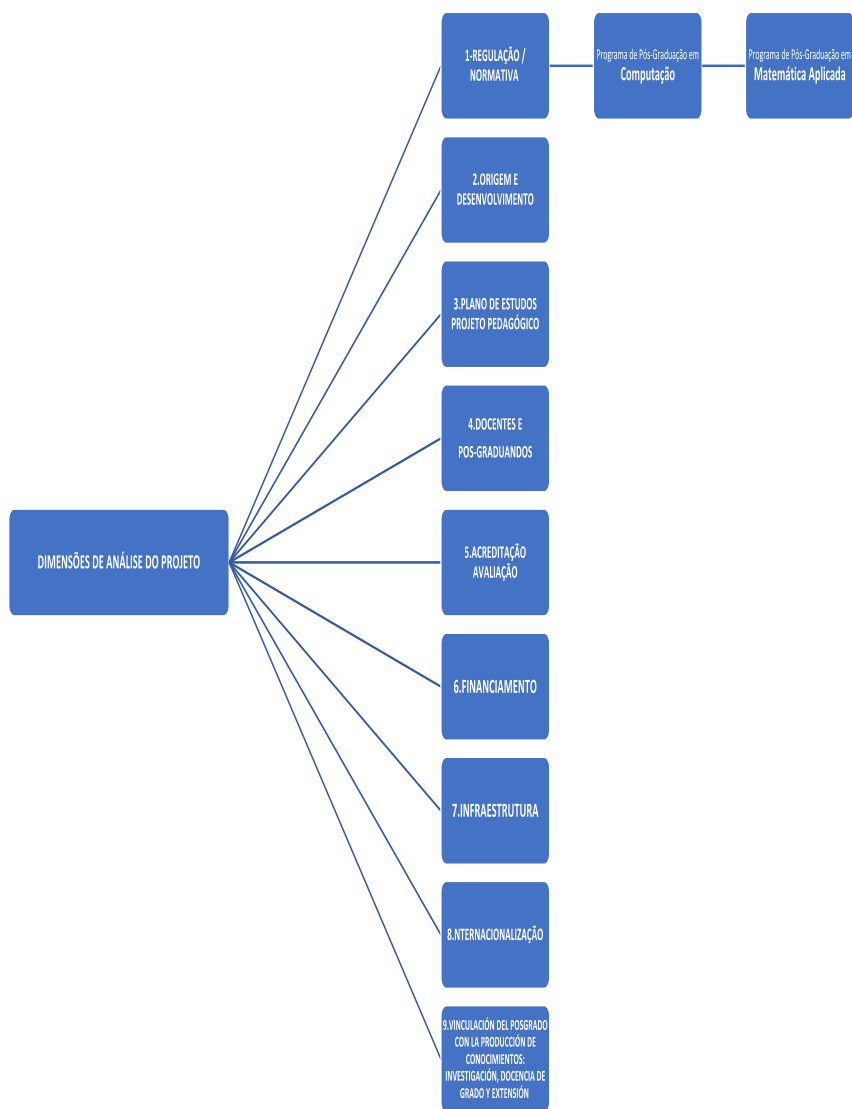 1-REGULAÇÃO /
NORMATIVA
Programa de Pós-Graduação em
Computação
Programa de Pós-Graduação em
Matemática Aplicada
2.ORIGEM E
DESENVOLVIMENTO
3.PLANO DE ESTUDOS
PROJETO PEDAGÓGICO
4.DOCENTES E
POS-GRADUANDOS
DIMENSÕES DE ANÁLISE DO PROJETO
5.ACREDITAÇÃO
AVALIAÇÃO
6.FINANCIAMENTO
7.INFRAESTRUTURA
8.NTERNACIONALIZAÇÃO
9.VINCULACIÓN DEL POSGRADO
CON LA PRODUCCIÓN DE
CONOCIMIENTOS:
INVESTIGACIÓN, DOCENCIA DE
GRADO Y EXTENSIÓN